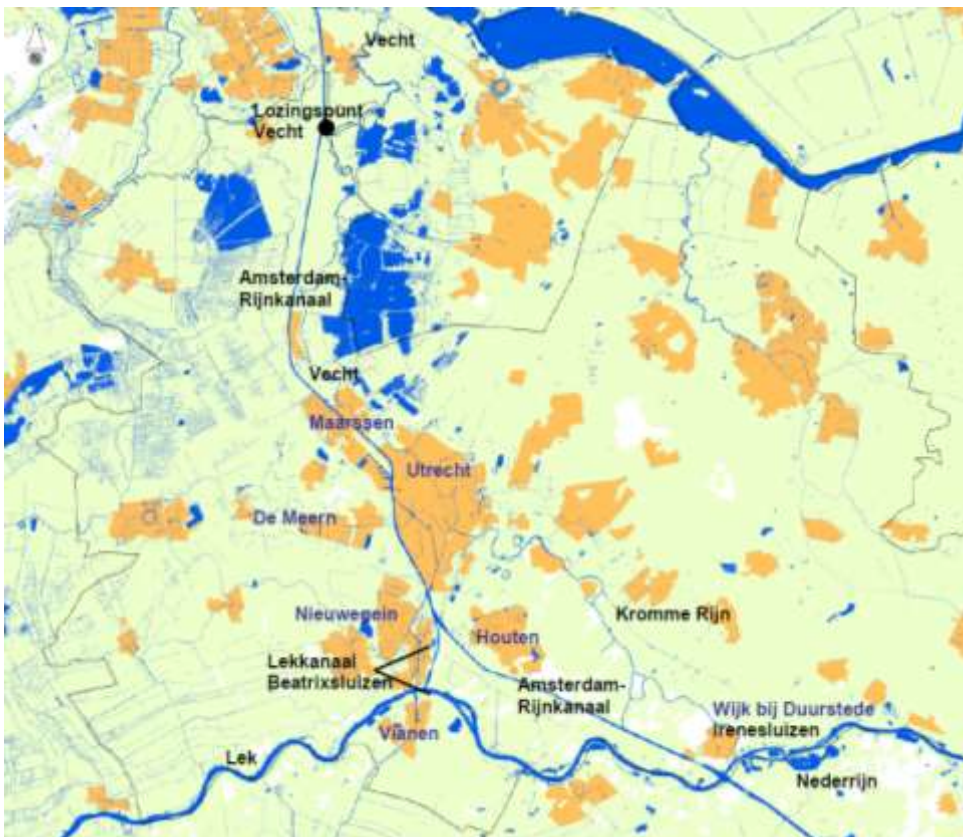 Vecht
Lozingspunt
Vecht
Amsterdam-
Rijnkanaal
Vecht
Maarssen
Utrecht
De Meern
Nieuwegein
Kromme Rijn
Houten
Lekkanaal
Beatrixsluizen
Amsterdam-
Rijnkanaal
Wijk bij Duurstede
Irenesluizen
Vianen
Lek
Nederrijn